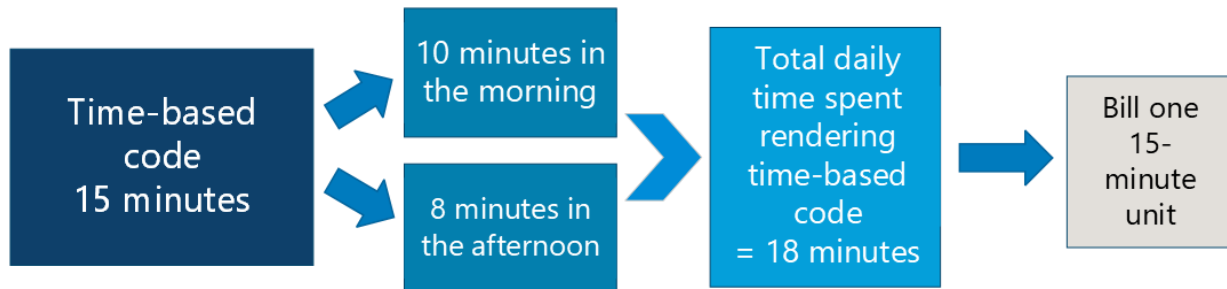 Time-based
code
15 minutes
10 minutes in
the morning
8 minutes in
the afternoon
Total daily
time spent
rendering
time-based
code
= 18 minutes
Bill one
15-
minute
unit